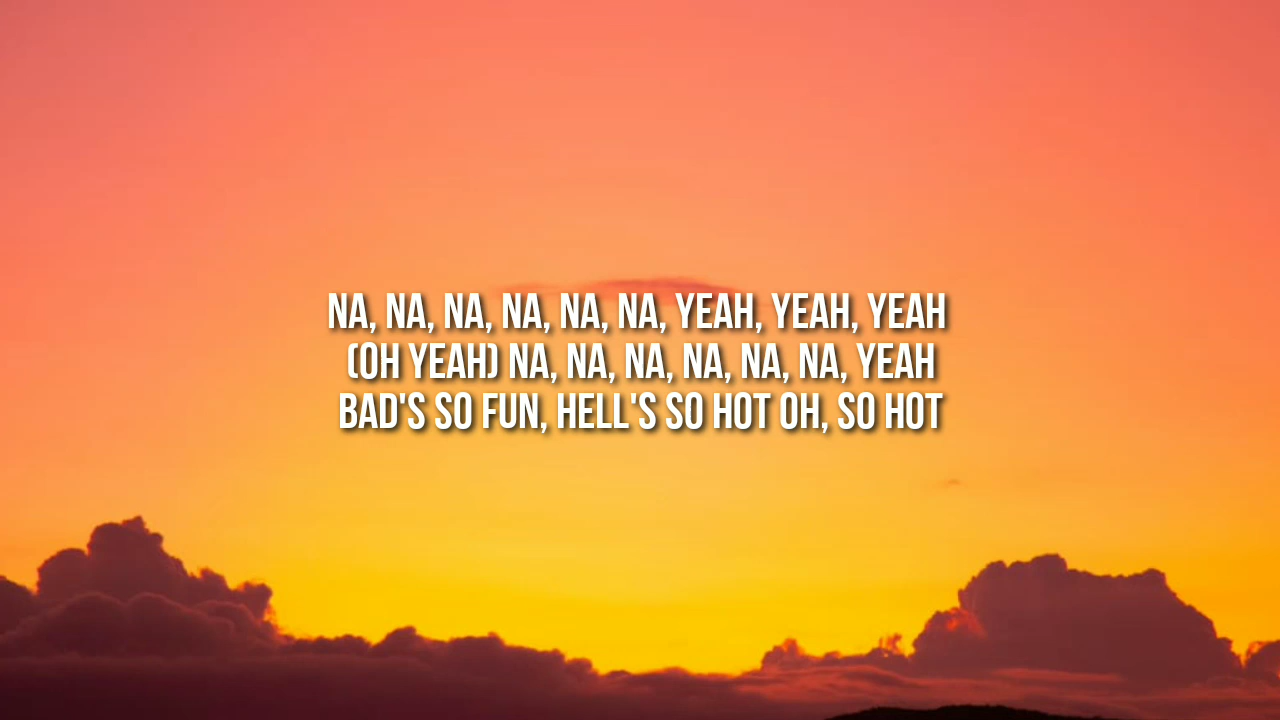 NA, NA, NA, NA, NA, NA, YEAH, YEAH, YEAH
(OH YEAH) NA, NA, NA, NA, NA, NA, YEAH
BAD'S SO FUN, HELL'S SO HOT OH, SO HOT